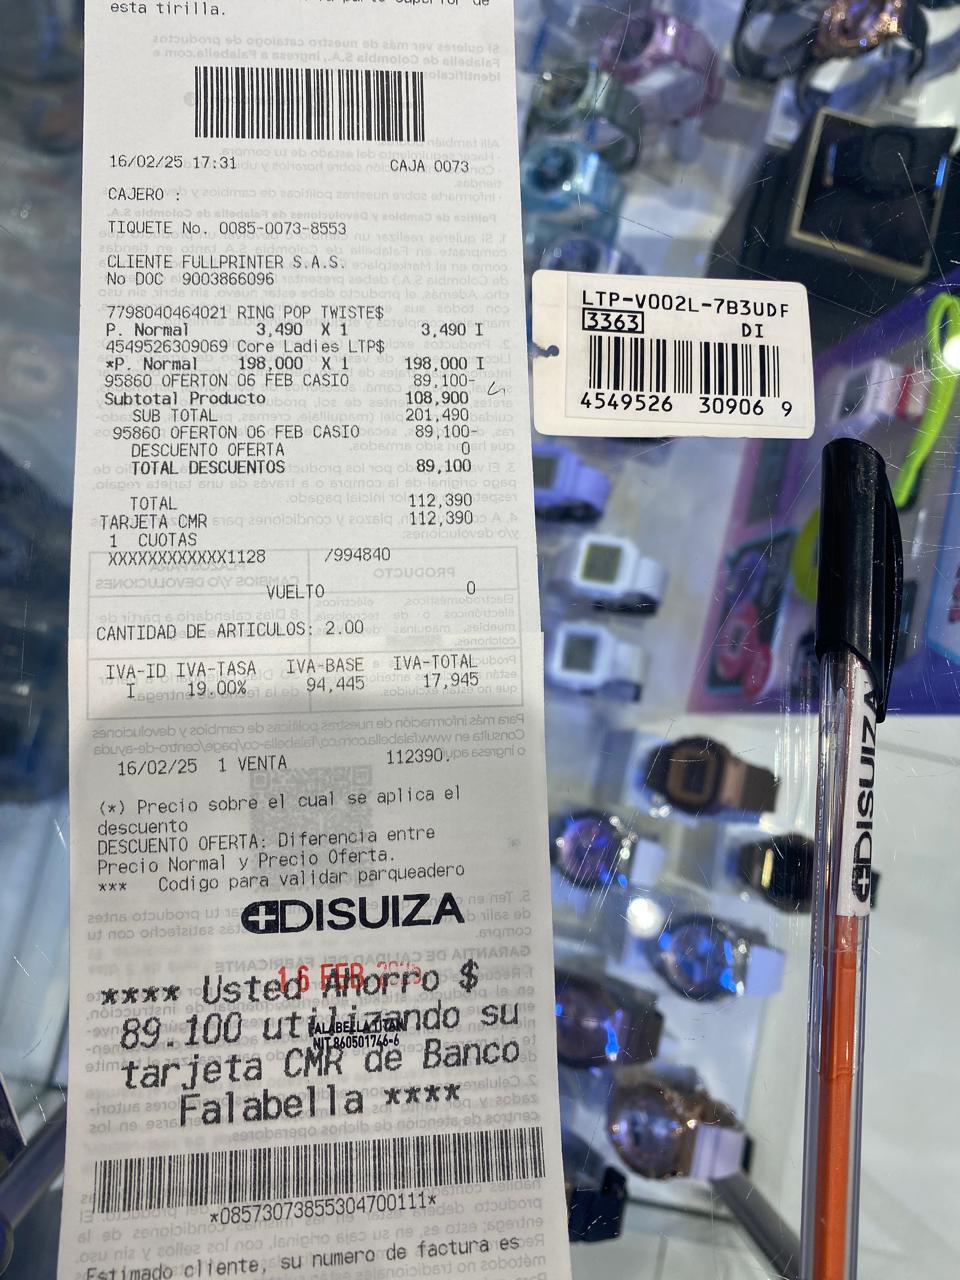 esta tirilla.
16/02/25 17:31 CAJA 0073
CAJERO :
TIQUETE No. 0085-0073-8553
CLIENTE FULLPRINTER S.A.S.
No DOC 9003866096
7798040464021 RING POP TWISTE$
P. Normal 3,490 X 1 3,490 I
4549526309069 Core Ladies LTP$
*P. Normal 198,000 X 1 198,000 I
95860 OFERTON 06 FEB CASIO 89,100-
Subtotal Producto 108,900
SUB TOTAL 201,490
95860 OFERTON 06 FEB CASIO 89,100-
DESCUENTO OFERTA 0
TOTAL DESCUENTOS 89,100
TOTAL 112,390
TARJETA CMR 112,390
1 CUOTAS
XXXXXXXXXXXX1128 /994840
VUELTO 0
CANTIDAD DE ARTICULOS: 2.00
IVA-ID IVA-TASA IVA-BASE IVA-TOTAL
I 19.00% 94,445 17,945
16/02/25 1 VENTA 112390.
(*) Precio sobre el cual se aplica el
descuento
DESCUENTO OFERTA: Diferencia entre
Precio Normal y Precio Oferta.
*** Codigo para validar parqueadero
DISUIZA
16 FEB
**** Usted Ahorro $
89.100 utilizando su
FALABELLA TITAN
NIT 860501746-6
tarjeta CMR de Banco
Falabella ****
*08573073855304700111*
Estimado cliente, su numero de factura es
LTP-V002L-7B3UDF
3363 DI
4549526 30906 9
DISUIZA